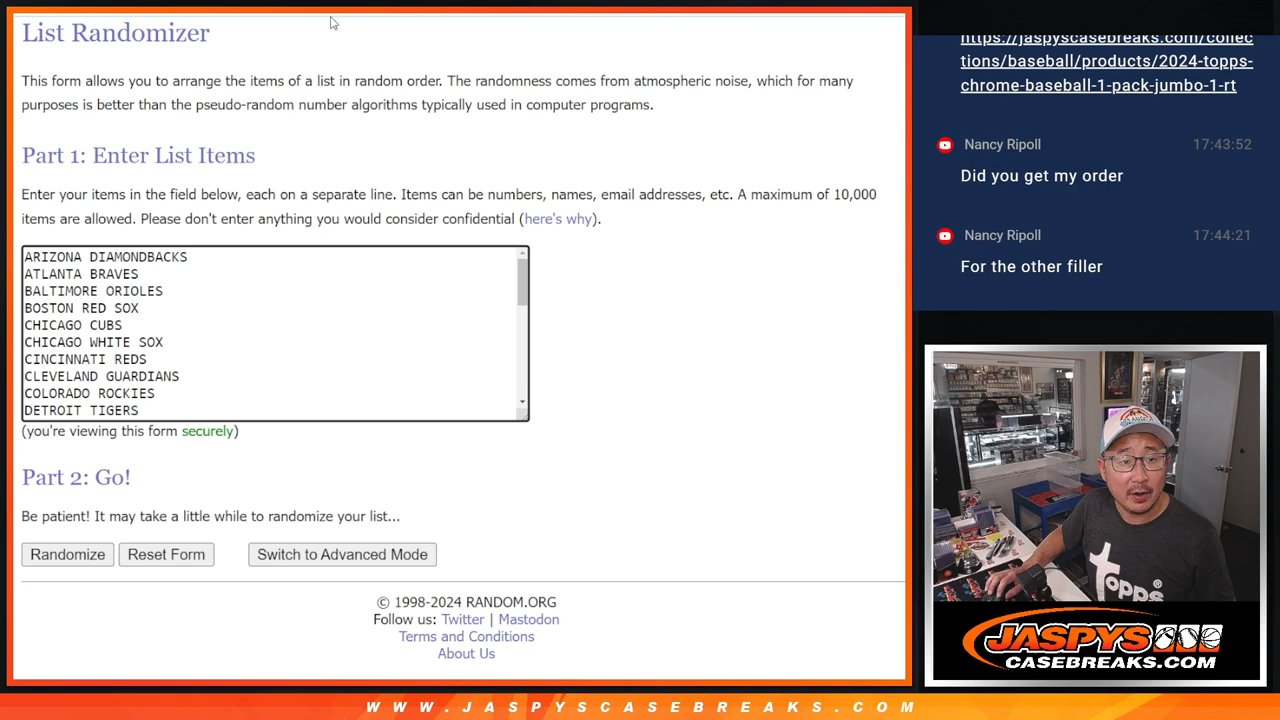 List Randomizer
This form allows you to arrange the items of a list in random order. The randomness comes from atmospheric noise, which for many
purposes is better than the pseudo-random number algorithms typically used in computer programs.
Part 1: Enter List Items
Enter your items in the field below, each on a separate line. Items can be numbers, names, email addresses, etc. A maximum of 10,000
items are allowed. Please don't enter anything you would consider confidential (here's why).
ARIZONA DIAMONDBACKS
ATLANTA BRAVES
BALTIMORE ORIOLES
BOSTON RED SOX
CHICAGO CUBS
CHICAGO WHITE SOX
CINCINNATI REDS
CLEVELAND GUARDIANS
COLORADO ROCKIES
DETROIT TIGERS
(you're viewing this form securely)
Part 2: Go!
Be patient! It may take a little while to randomize your list...
Randomize Reset Form Switch to Advanced Mode
© 1998-2024 RANDOM.ORG
Follow us: Twitter | Mastodon
Terms and Conditions
About Us
https://jaspyscasebreaks.com/collec
tions/baseball/products/2024-topps-
chrome-baseball-1-pack-jumbo-1-rt
Nancy Ripoll 17:43:52
Did you get my order
Nancy Ripoll 17:44:21
For the other filler
topps
JASPYS
CASEBREAKS.COM
WWW.JASPYSCASEBREAKS.COM